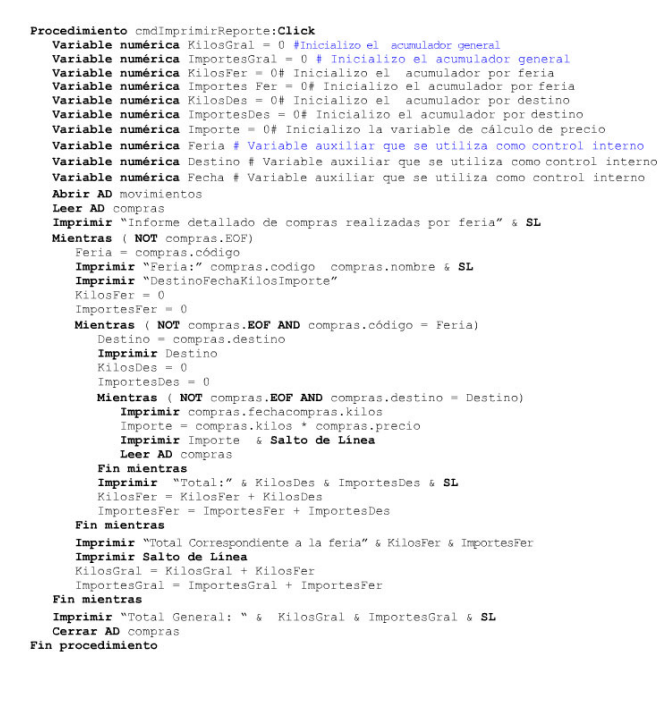 Procedimiento cmdImprimirReporte:Click
Variable numérica KilosGral = 0 #Inicializo el acumulador general
Variable numérica ImportesGral = 0 # Inicializo el acumulador general
Variable numérica KilosFer = 0# Inicializo el acumulador por feria
Variable numérica Importes Fer = 0# Inicializo el acumulador por feria
Variable numérica KilosDes = 0# Inicializo el acumulador por destino
Variable numérica ImportesDes = 0# Inicializo el acumulador por destino
Variable numérica Importe = 0# Inicializo la variable de cálculo de precio
Variable numérica Feria # Variable auxiliar que se utiliza como control interno
Variable numérica Destino # Variable auxiliar que se utiliza como control interno
Variable numérica Fecha # Variable auxiliar que se utiliza como control interno
Abrir AD movimientos
Leer AD compras
Imprimir “Informe detallado de compras realizadas por feria” & SL
Mientras ( NOT compras.EOF)
Feria = compras.código
Imprimir “Feria:” compras.codigo compras.nombre & SL
Imprimir “DestinoFechaKilosImporte”
KilosFer = 0
ImportesFer = 0
Mientras ( NOT compras.EOF AND compras.código = Feria)
Destino = compras.destino
Imprimir Destino
KilosDes = 0
ImportesDes = 0
Mientras ( NOT compras.EOF AND compras.destino = Destino)
Imprimir compras.fechacompras.kilos
Importe = compras.kilos * compras.precio
Imprimir Importe & Salto de Línea
Leer AD compras
Fin mientras
Imprimir “Total:” & KilosDes & ImportesDes & SL
KilosFer = KilosFer + KilosDes
ImportesFer = ImportesFer + ImportesDes
Fin mientras
Imprimir “Total Correspondiente a la feria” & KilosFer & ImportesFer
Imprimir Salto de Línea
KilosGral = KilosGral + KilosFer
ImportesGral = ImportesGral + ImportesFer
Fin mientras
Imprimir “Total General: “ & KilosGral & ImportesGral & SL
Cerrar AD compras
Fin procedimiento